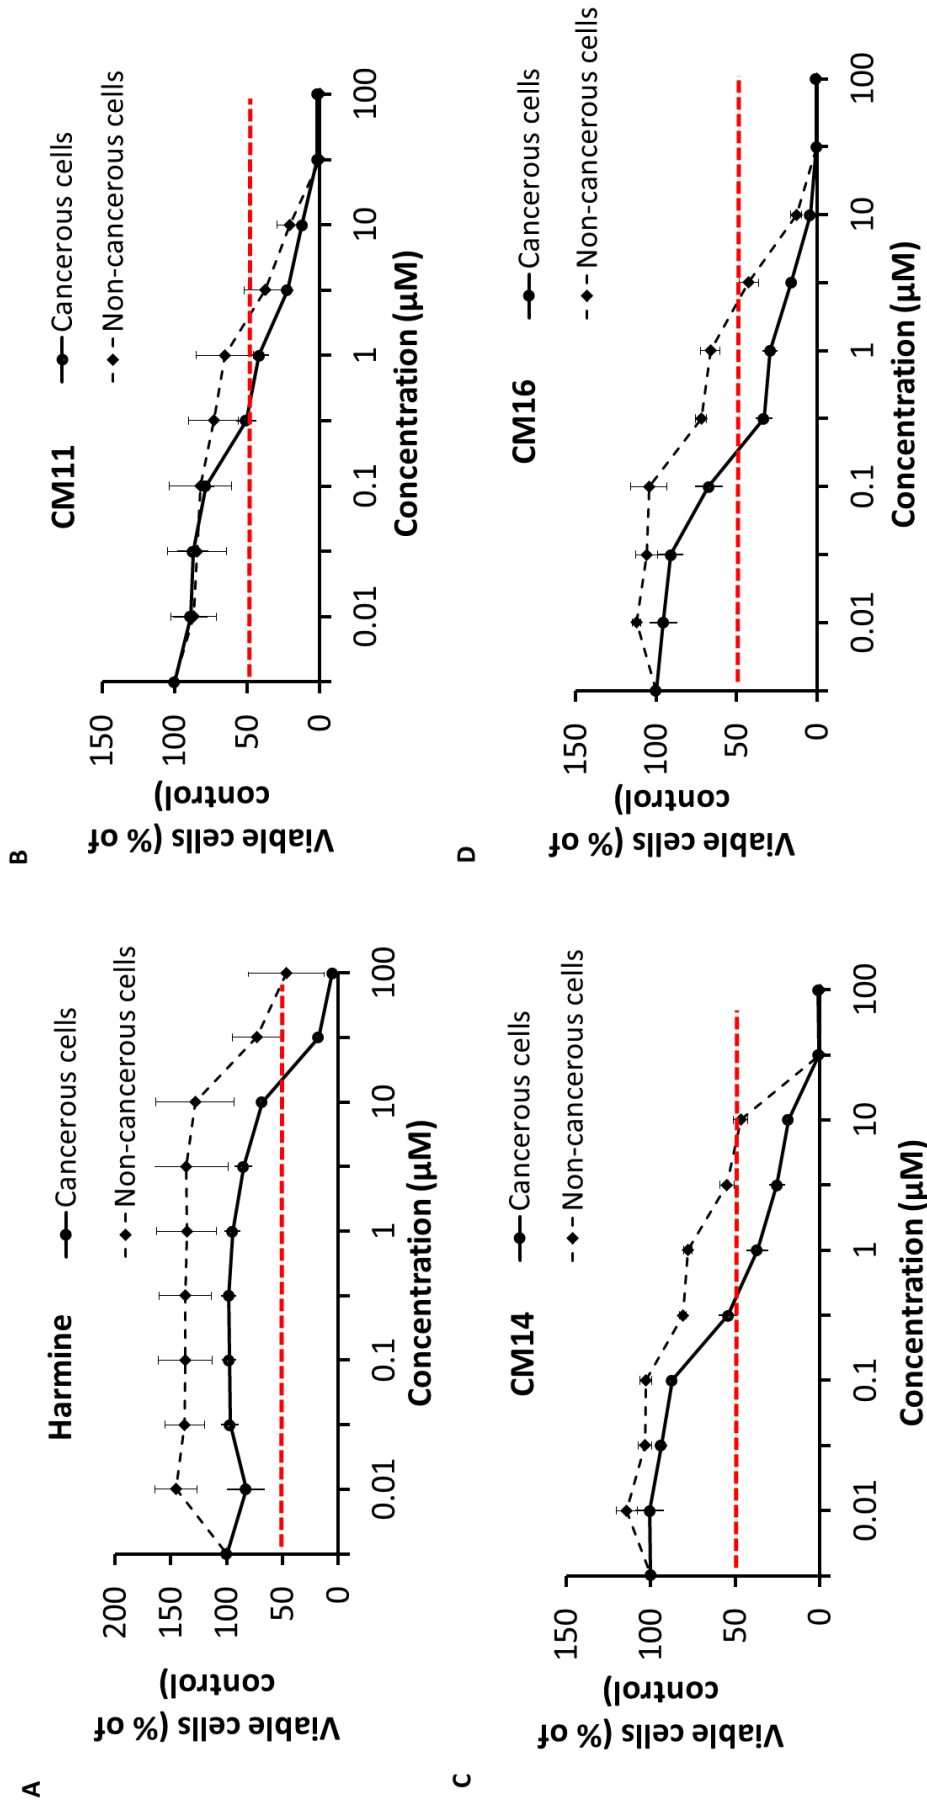 A
Harmine
Cancerous cells
Non-cancerous cells
Viable cells (% of
control)
200
150
100
50
0
0.01
0.1
1
10
100
Concentration (µM)
B
CM11
Cancerous cells
Non-cancerous cells
Viable cells (% of
control)
150
100
50
0
0.01
0.1
1
10
100
Concentration (µM)
C
CM14
Cancerous cells
Non-cancerous cells
Viable cells (% of
control)
150
100
50
0
0.01
0.1
1
10
100
Concentration (µM)
D
CM16
Cancerous cells
Non-cancerous cells
Viable cells (% of
control)
150
100
50
0
0.01
0.1
1
10
100
Concentration (µM)